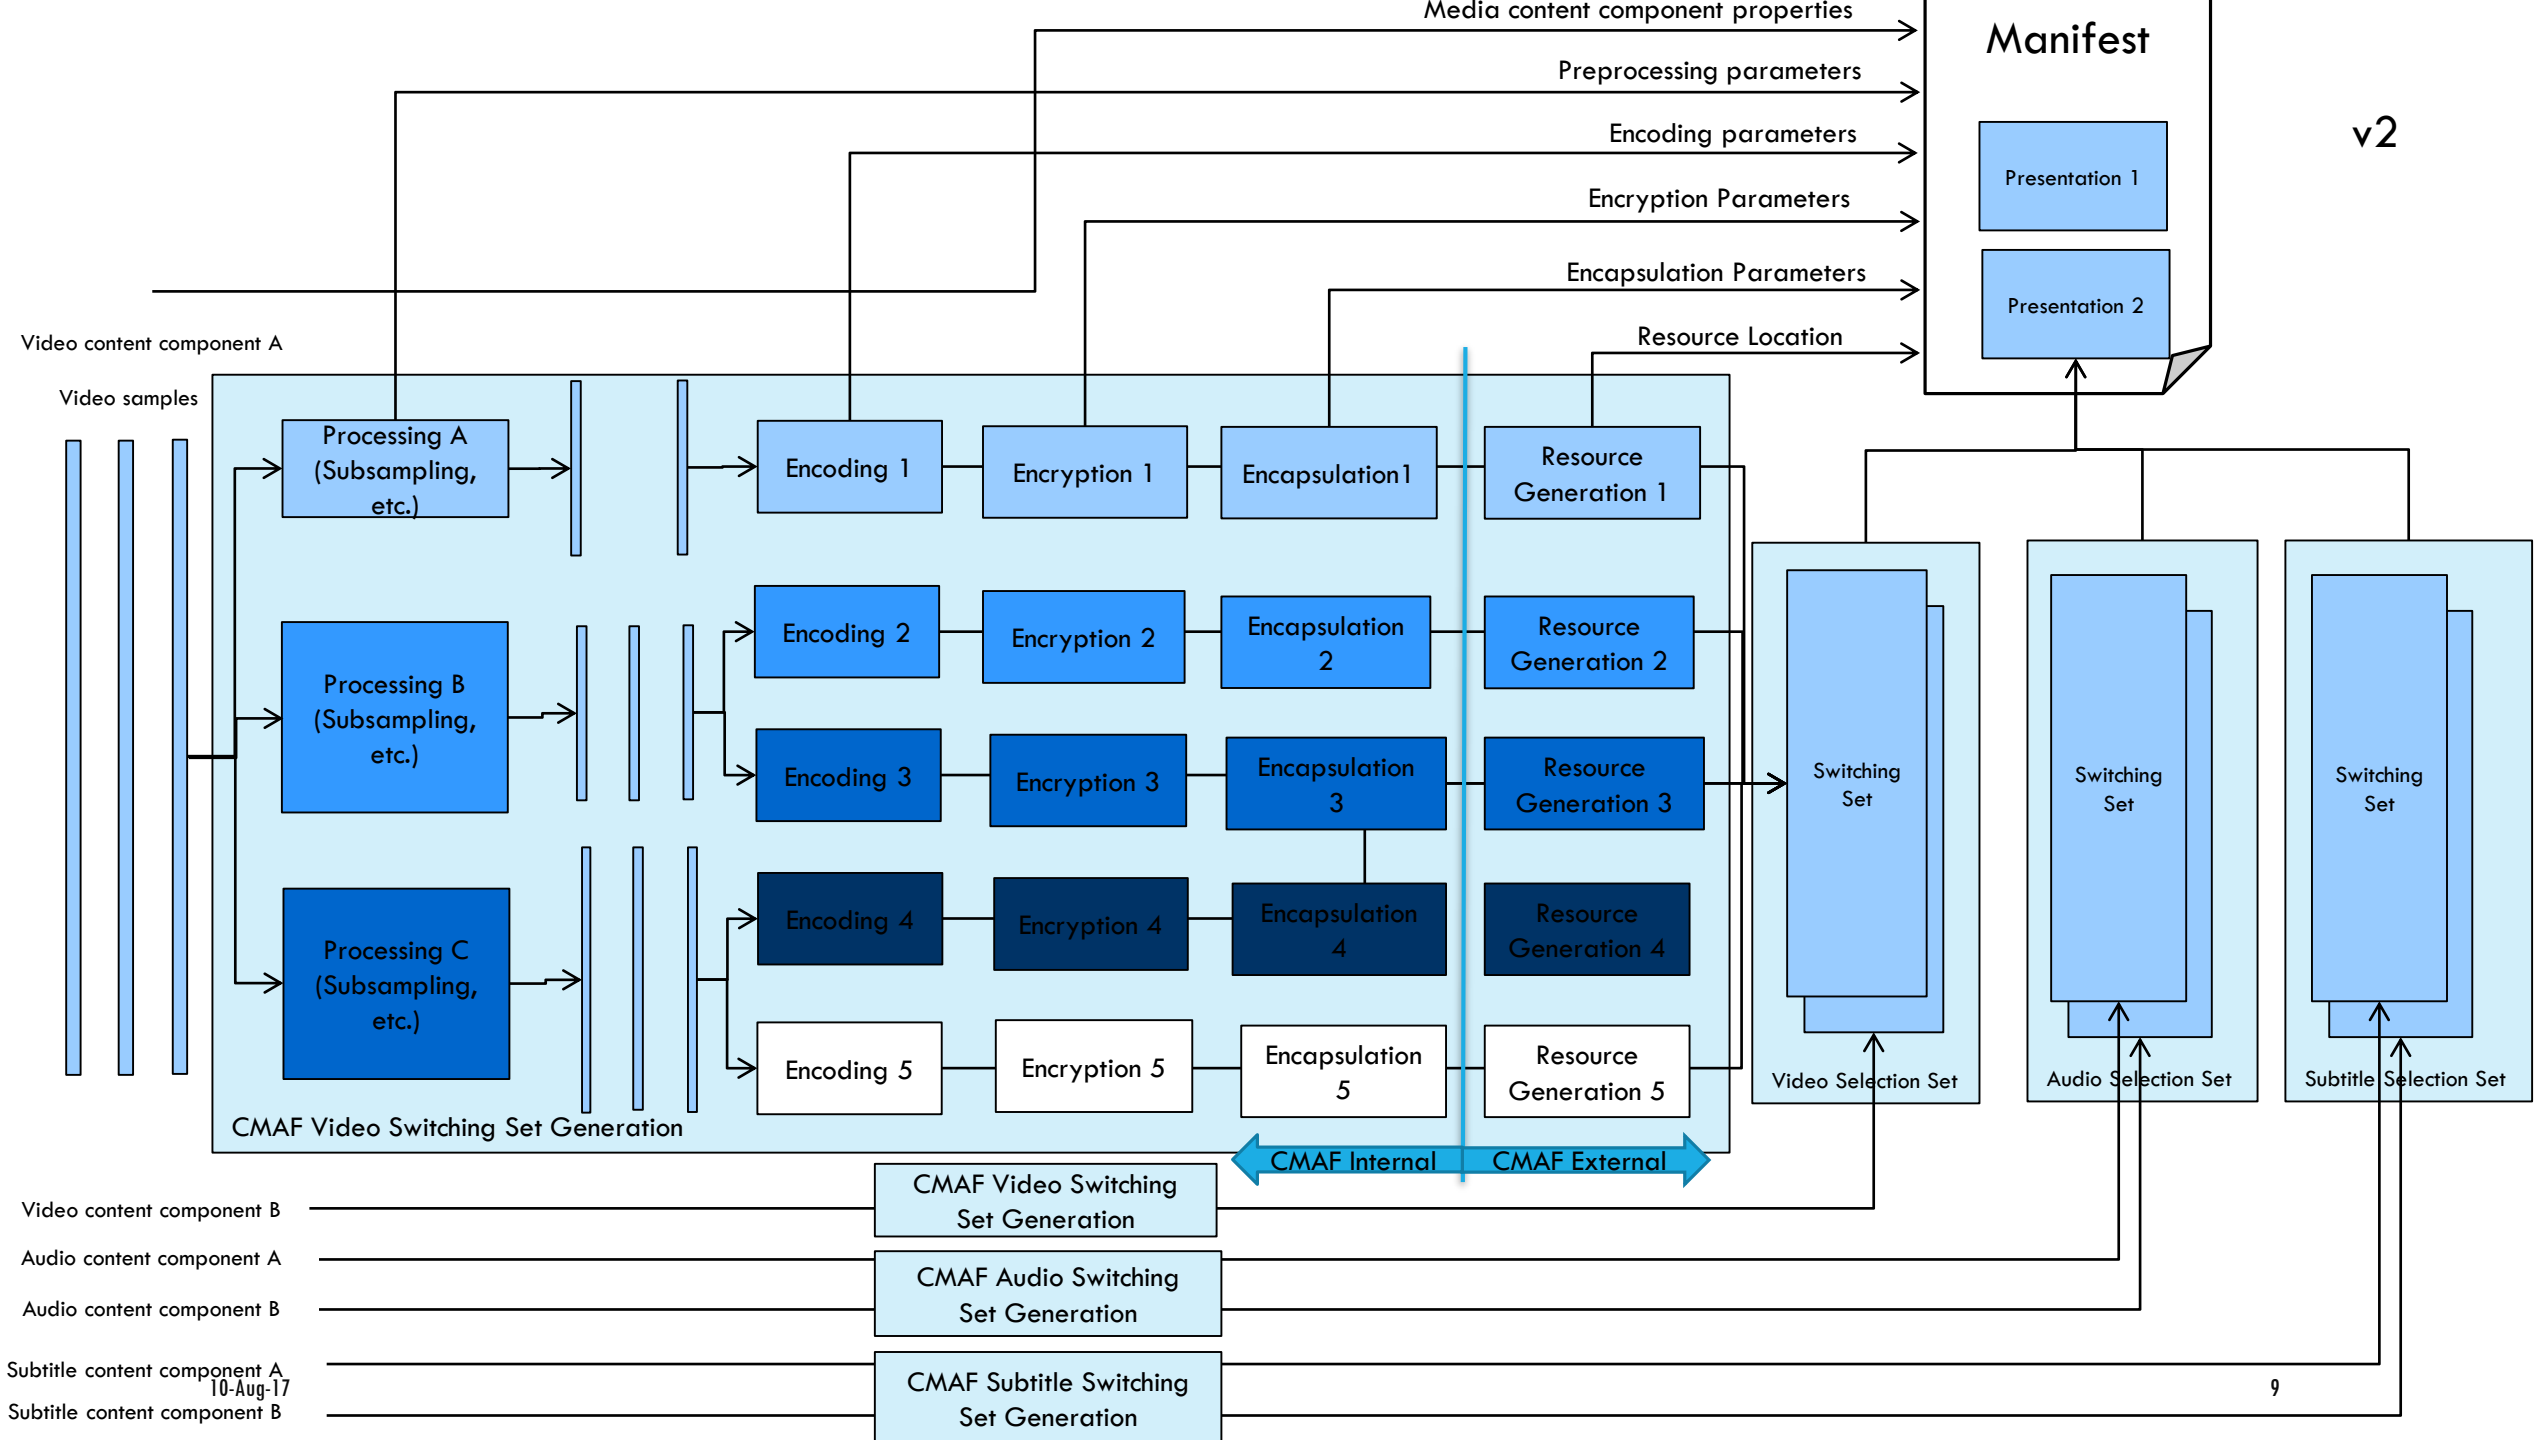 Media content component properties
Manifest
Preprocessing parameters
v2
Encoding parameters
Presentation 1
Encryption Parameters
Encapsulation Parameters
Presentation 2
Resource Location
Video content component A
Video samples
Processing A
(Subsampling,
etc.)
Encoding 1
Encryption 1
Encapsulation1
Resource
Generation 1
Processing B
(Subsampling,
etc.)
Encoding 2
Encryption 2
Encapsulation
2
Resource
Generation 2
Encoding 3
Encryption 3
Encapsulation
3
Resource
Generation 3
Processing C
(Subsampling,
etc.)
Encoding 4
Encryption 4
Encapsulation
4
Resource
Generation 4
Encoding 5
Encryption 5
Encapsulation
5
Resource
Generation 5
Switching
Set
Switching
Set
Switching
Set
Video Selection Set
Audio Selection Set
Subtitle Selection Set
CMAF Video Switching Set Generation
CMAF Internal
CMAF External
Video content component B
CMAF Video Switching
Set Generation
Audio content component A
Audio content component B
CMAF Audio Switching
Set Generation
Subtitle content component A
10-Aug-17
Subtitle content component B
CMAF Subtitle Switching
Set Generation
9